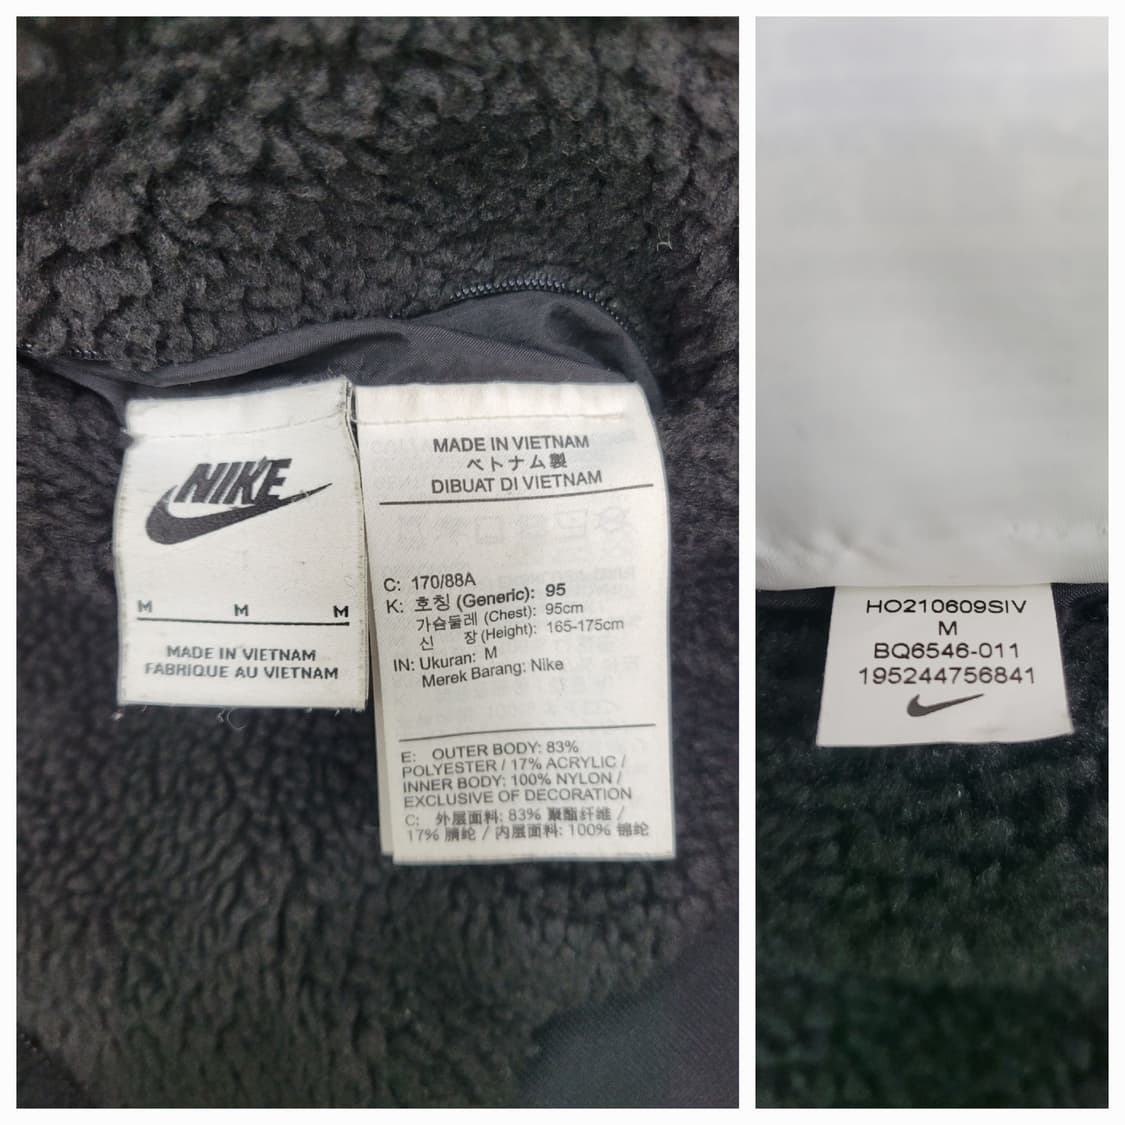 NIKE
M M M
MADE IN VIETNAM
FABRIQUE AU VIETNAM
MADE IN VIETNAM
ベトナム製
DIBUAT DI VIETNAM
C: 170/88A
K: 호칭 (Generic): 95
가슴둘레 (Chest): 95cm
신 장 (Height): 165-175cm
IN: Ukuran: M
Merek Barang: Nike
E: OUTER BODY: 83%
POLYESTER / 17% ACRYLIC /
INNER BODY: 100% NYLON /
EXCLUSIVE OF DECORATION
C: 外层面料: 83% 聚酯纤维 /
17% 腈纶 / 内层面料: 100% 锦纶
HO210609SIV
M
BQ6546-011
195244756841